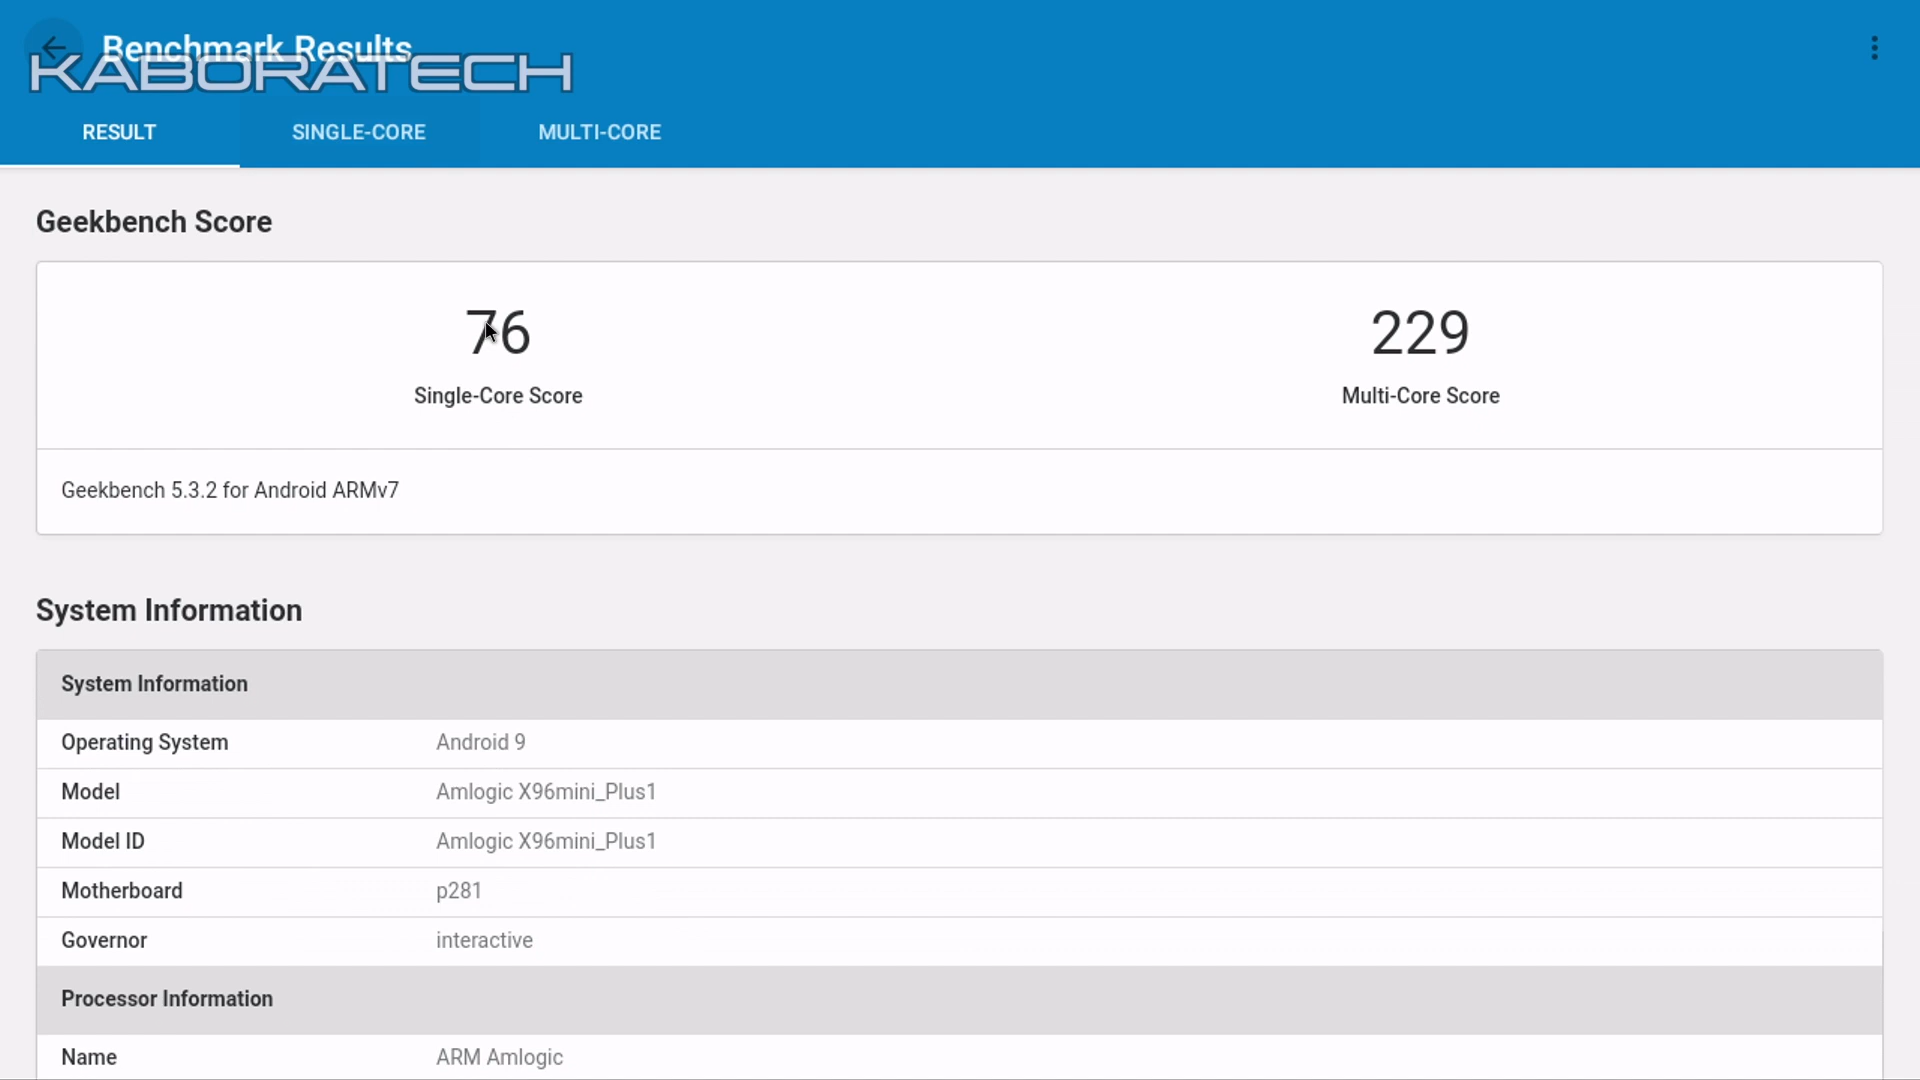 Benchmark Results
KABORATECH
RESULT SINGLE-CORE MULTI-CORE
Geekbench Score
76 229
Single-Core Score Multi-Core Score
Geekbench 5.3.2 for Android ARMv7
System Information
System Information
Operating System Android 9
Model Amlogic X96mini_Plus1
Model ID Amlogic X96mini_Plus1
Motherboard p281
Governor interactive
Processor Information
Name ARM Amlogic